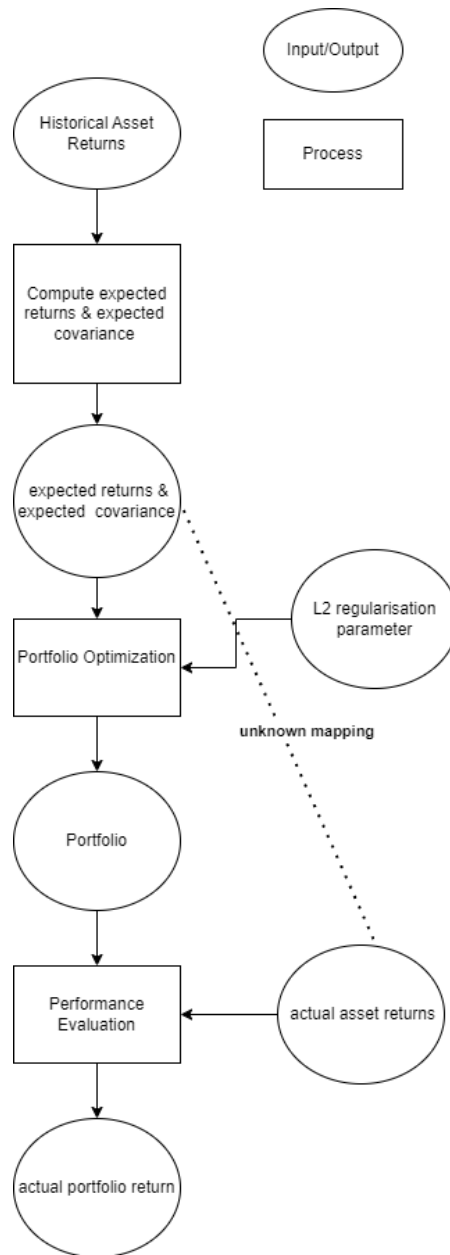 Input/Output
Historical Asset
Returns
Process
Compute expected
returns & expected
covariance
expected returns &
expected covariance
L2 regularisation
parameter
Portfolio Optimization
unknown mapping
Portfolio
Performance
Evaluation
actual asset returns
actual portfolio return